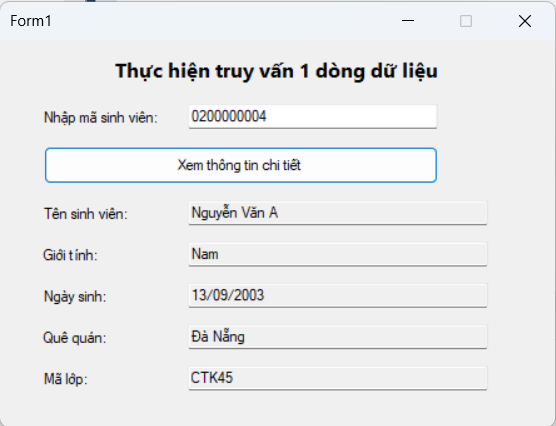 Form1
Thực hiện truy vấn 1 dòng dữ liệu
Nhập mã sinh viên: 0200000004
Xem thông tin chi tiết
Tên sinh viên: Nguyễn Văn A
Giới tính: Nam
Ngày sinh: 13/09/2003
Quê quán: Đà Nẵng
Mã lớp: CTK45